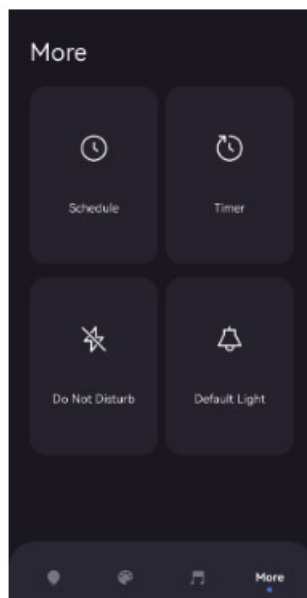 More
Schedule
Timer
Do Not Disturb
Default Light
More